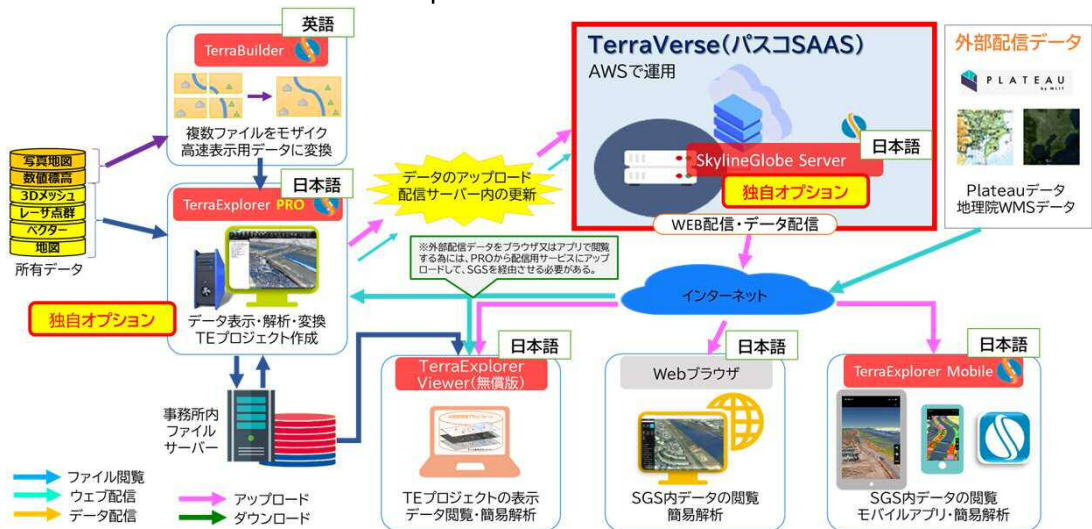 英語
TerraBuilder
複数ファイルをモザイク
高速表示用データに変換
写真地図
数値標高
3Dメッシュ
レーザ点群
ベクター
地図
所有データ
日本語
TerraExplorer PRO
独自オプション
データ表示・解析・変換
TEプロジェクト作成
データのアップロード
配信サーバー内の更新
TerraVerse(パスコSAAS)
AWSで運用
日本語
SkylineGlobe Server
独自オプション
WEB配信・データ配信
外部配信データ
PLATEAU
by MLIT
Plateauデータ
地理院WMSデータ
※外部配信データをブラウザ又はアプリで閲覧
する為には、PROから配信用サービスにアップ
ロードして、SGSを経由させる必要がある。
インターネット
事務所内
ファイル
サーバー
日本語
TerraExplorer
Viewer(無償版)
TEプロジェクトの表示
データ閲覧・簡易解析
日本語
Webブラウザ
SGS内データの閲覧
簡易解析
日本語
TerraExplorer Mobile
SGS内データの閲覧
モバイルアプリ・簡易解析
ファイル閲覧
ウェブ配信
データ配信
アップロード
ダウンロード